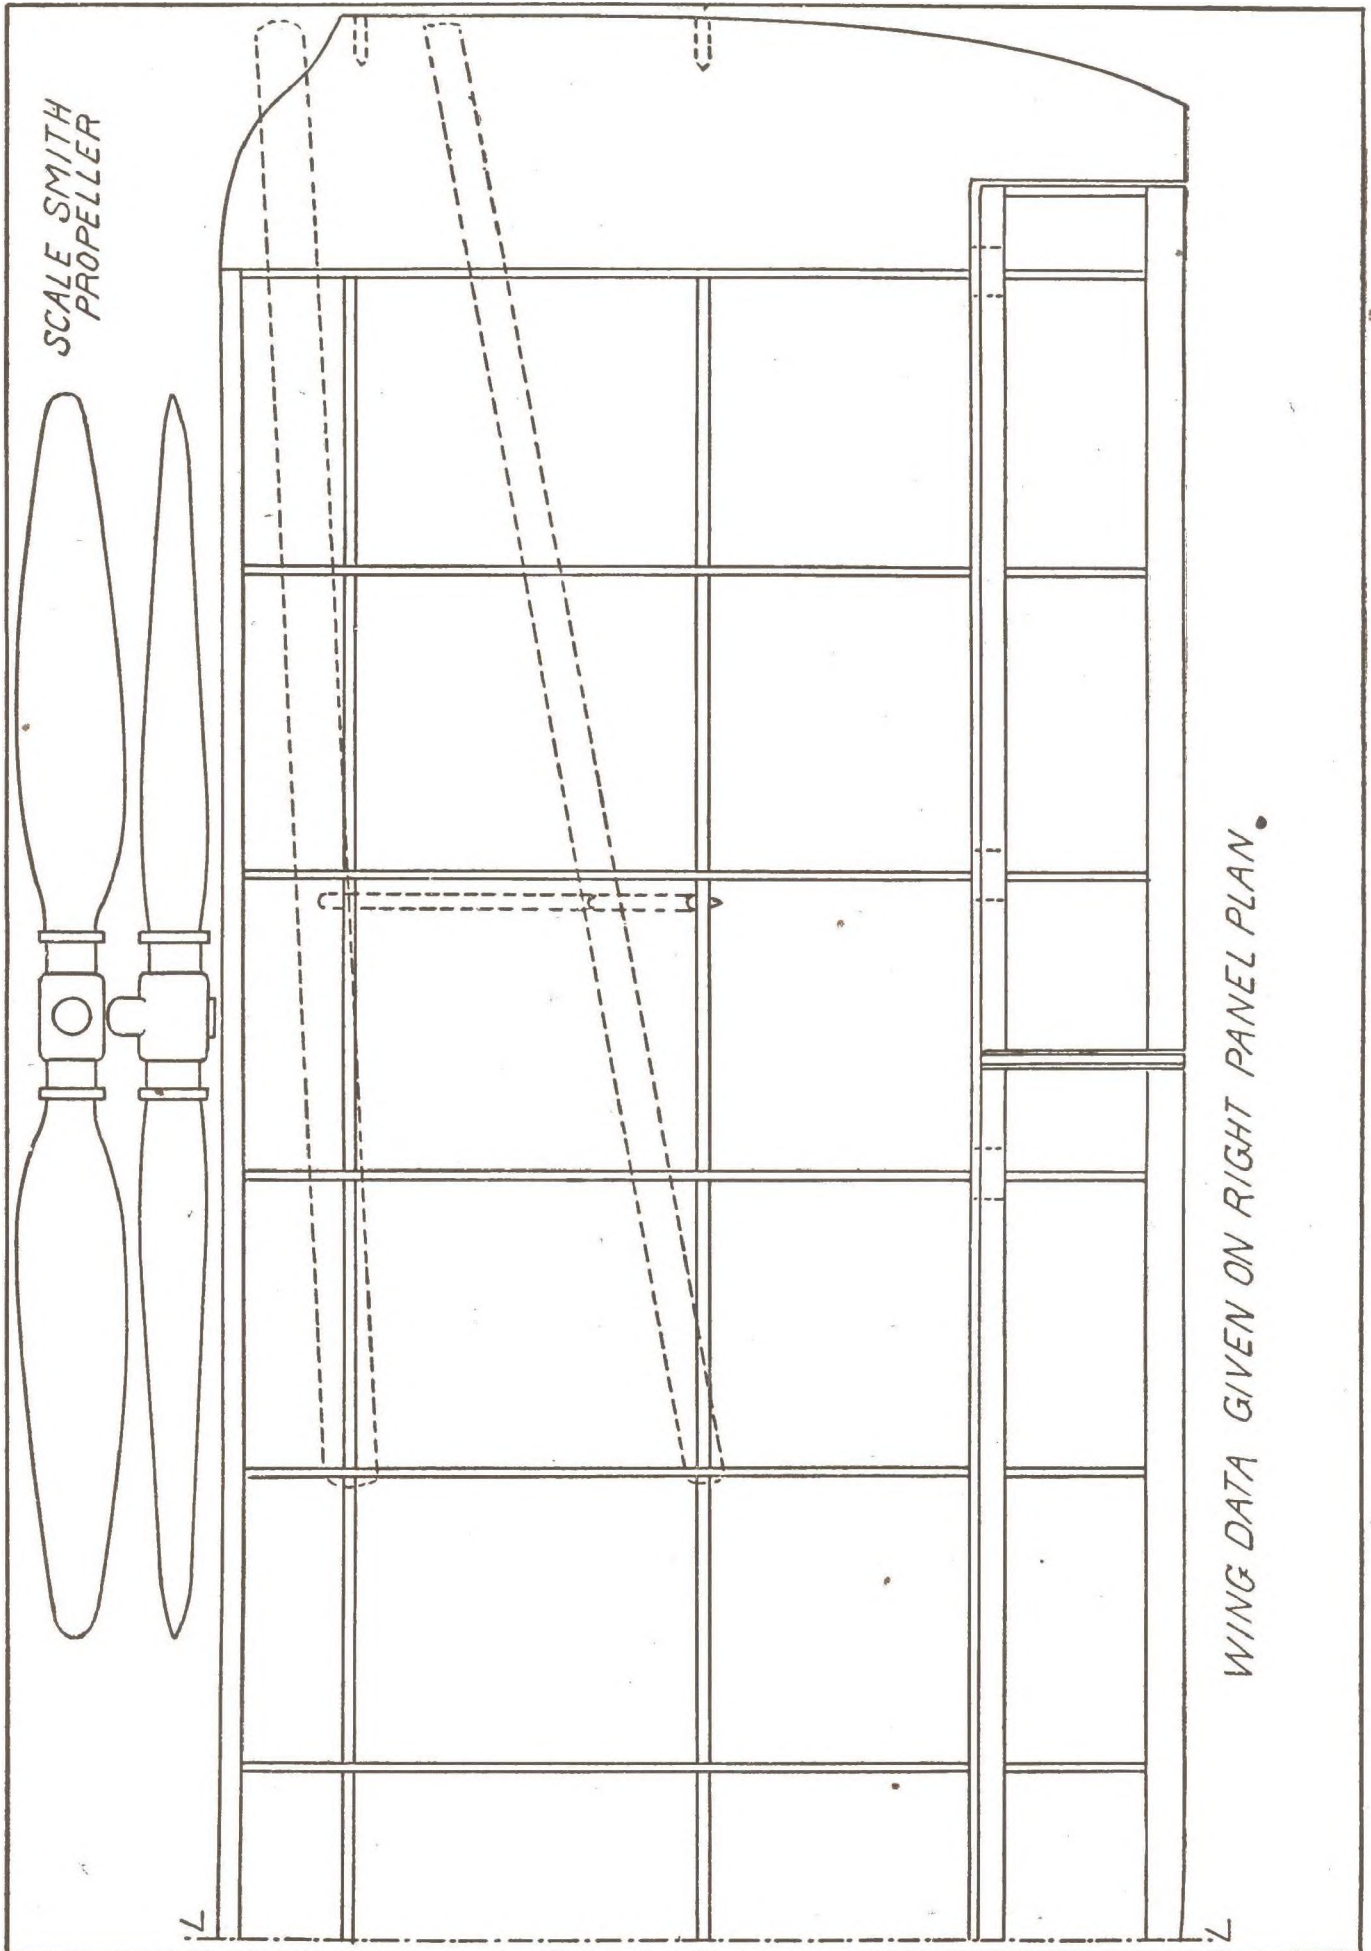 SCALE SMITH
PROPELLER
WING DATA GIVEN ON RIGHT PANEL PLAN.
L
L